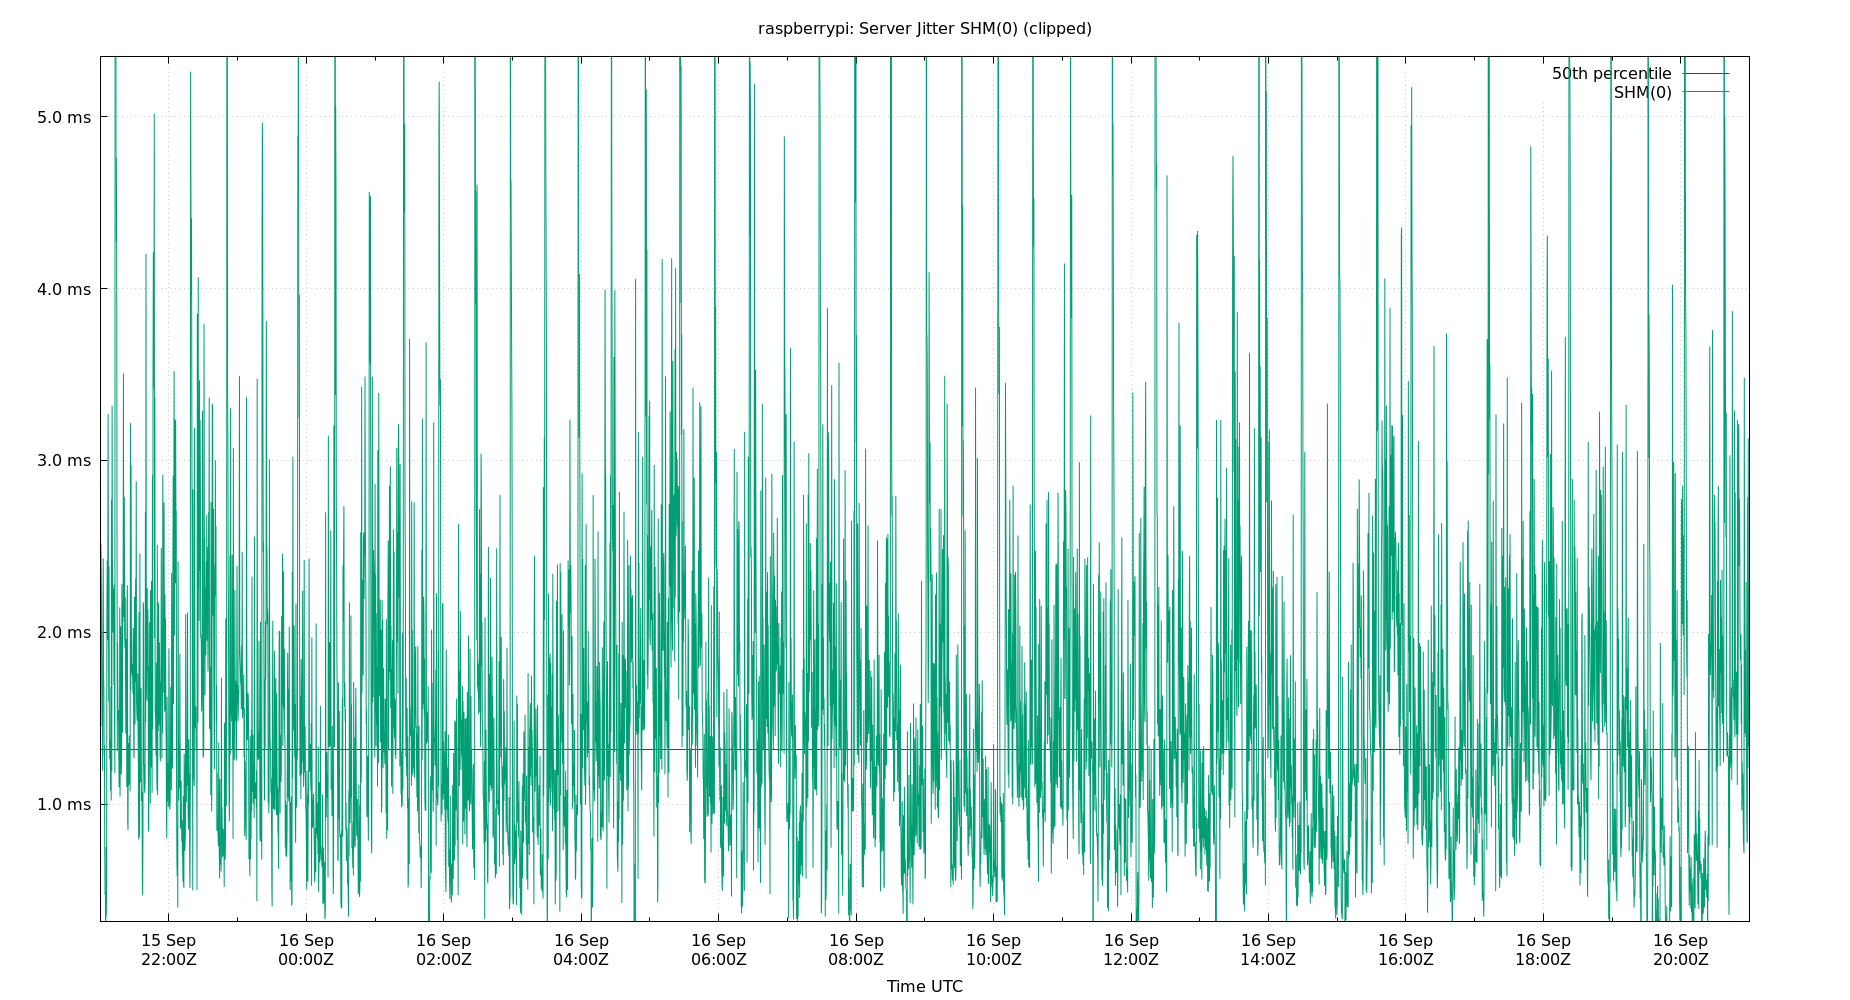 raspberrypi: Server Jitter SHM(0) (clipped)
50th percentile
SHM(0)
5.0 ms
4.0 ms
3.0 ms
2.0 ms
1.0 ms
15 Sep 16 Sep 16 Sep 16 Sep 16 Sep 16 Sep 16 Sep 16 Sep 16 Sep 16 Sep 16 Sep 16 Sep
22:00Z 00:00Z 02:00Z 04:00Z 06:00Z 08:00Z 10:00Z 12:00Z 14:00Z 16:00Z 18:00Z 20:00Z
Time UTC